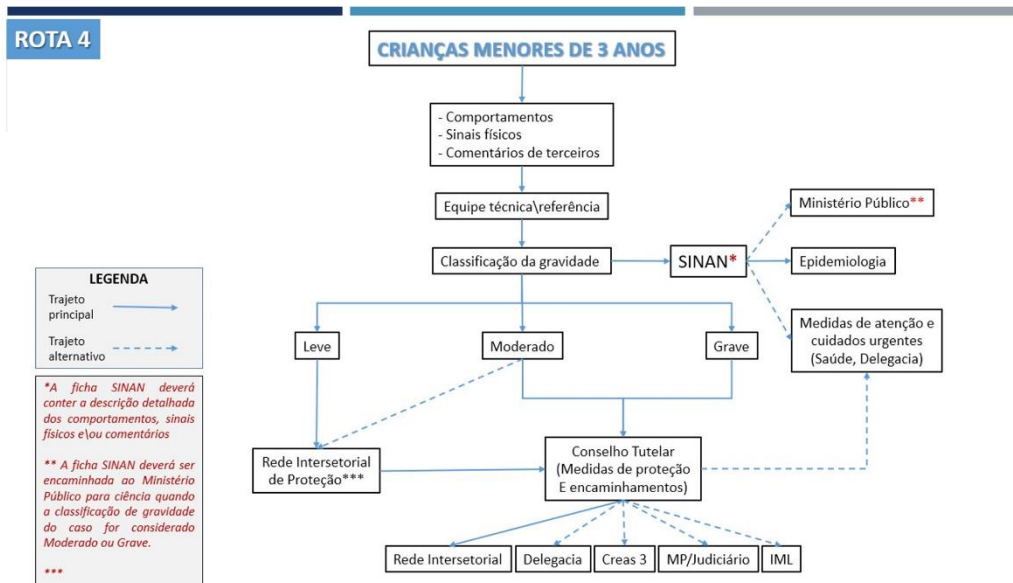 ROTA 4
CRIANÇAS MENORES DE 3 ANOS
- Comportamentos
- Sinais físicos
- Comentários de terceiros
Equipe técnica\referência
Classificação da gravidade
SINAN*
Ministério Público**
Epidemiologia
Medidas de atenção e
cuidados urgentes
(Saúde, Delegacia)
Leve
Moderado
Grave
Rede Intersetorial
de Proteção***
Conselho Tutelar
(Medidas de proteção
E encaminhamentos)
Rede Intersetorial
Delegacia
Creas 3
MP/Judiciário
IML
LEGENDA
Trajeto
principal
Trajeto
alternativo
*A ficha SINAN deverá
conter a descrição detalhada
dos comportamentos, sinais
físicos e\ou comentários
** A ficha SINAN deverá ser
encaminhada ao Ministério
Público para ciência quando
a classificação de gravidade
do caso for considerado
Moderado ou Grave.
***